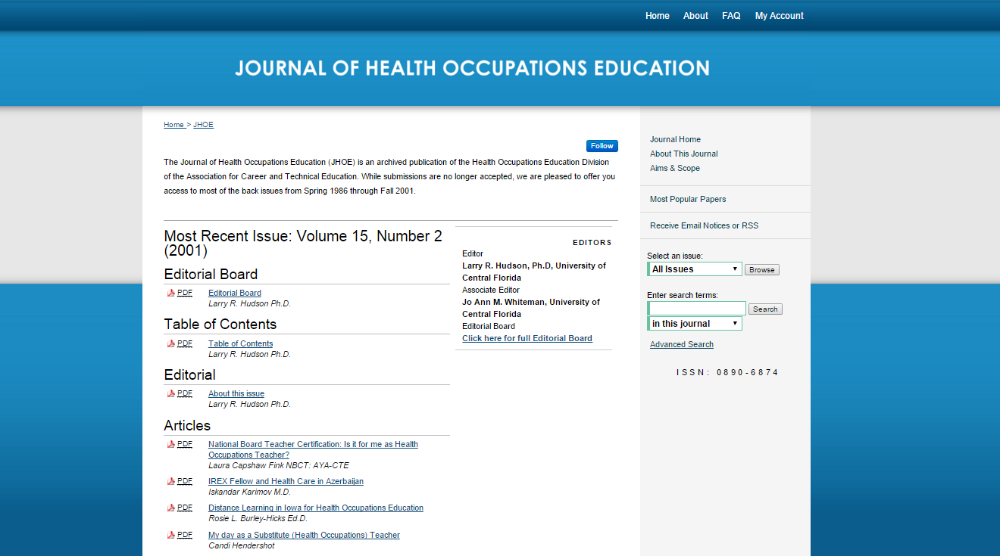 Home About FAQ My Account
JOURNAL OF HEALTH OCCUPATIONS EDUCATION
Home > JHOE
Follow
The Journal of Health Occupations Education (JHOE) is an archived publication of the Health Occupations Education Division
of the Association for Career and Technical Education. While submissions are no longer accepted, we are pleased to offer you
access to most of the back issues from Spring 1986 through Fall 2001.
Most Recent Issue: Volume 15, Number 2
(2001)
Editorial Board
PDF Editorial Board
Larry R. Hudson Ph.D.
Table of Contents
PDF Table of Contents
Larry R. Hudson Ph.D.
Editorial
PDF About this issue
Larry R. Hudson Ph.D.
Articles
PDF National Board Teacher Certification: Is it for me as Health
Occupations Teacher?
Laura Capshaw Fink NBCT: AYA-CTE
PDF IREX Fellow and Health Care in Azerbaijan
Iskandar Karimov M.D.
PDF Distance Learning in Iowa for Health Occupations Education
Rosie L. Burley-Hicks Ed.D.
PDF My day as a Substitute (Health Occupations) Teacher
Candi Hendershot
EDITORS
Editor
Larry R. Hudson, Ph.D, University of
Central Florida
Associate Editor
Jo Ann M. Whiteman, University of
Central Florida
Editorial Board
Click here for full Editorial Board
Journal Home
About This Journal
Aims & Scope
Most Popular Papers
Receive Email Notices or RSS
Select an issue:
All Issues Browse
Enter search terms:
Search
in this journal
Advanced Search
ISSN: 0890-6874